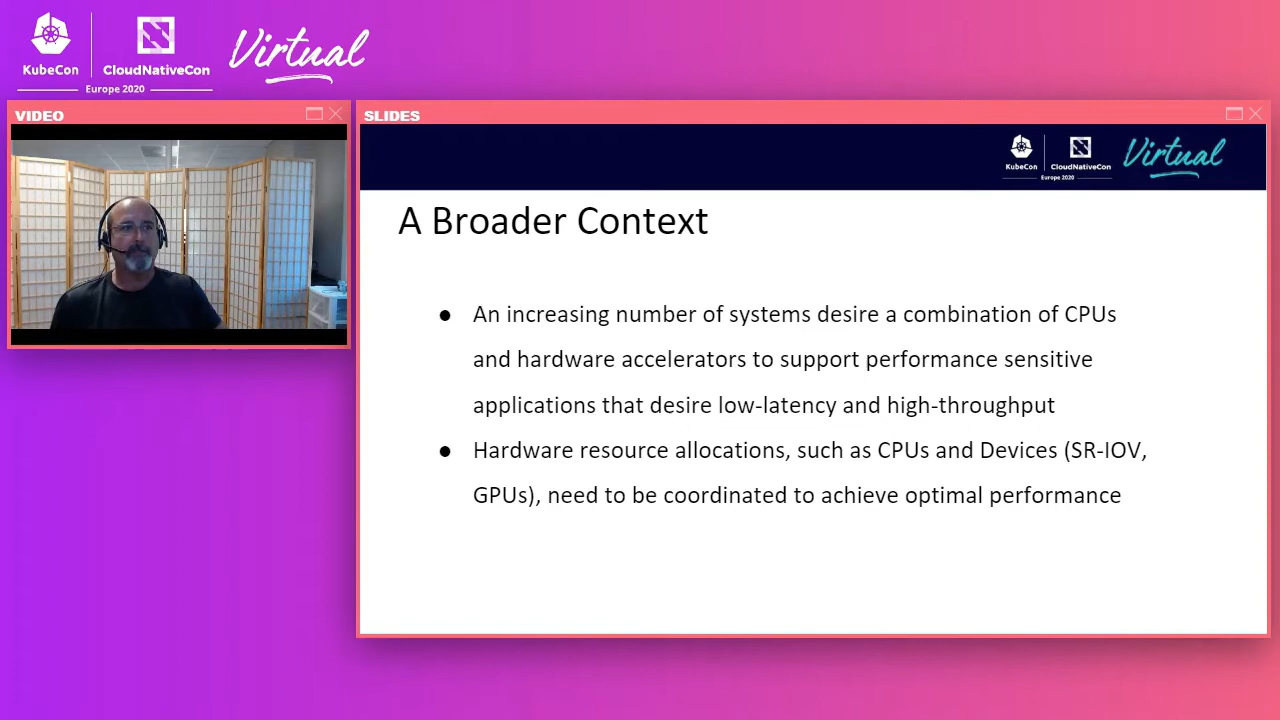 KubeCon
CloudNativeCon
Europe 2020
Virtual
VIDEO
SLIDES
KubeCon
CloudNativeCon
Europe 2020
Virtual
A Broader Context
● An increasing number of systems desire a combination of CPUs
and hardware accelerators to support performance sensitive
applications that desire low-latency and high-throughput
● Hardware resource allocations, such as CPUs and Devices (SR-IOV,
GPUs), need to be coordinated to achieve optimal performance